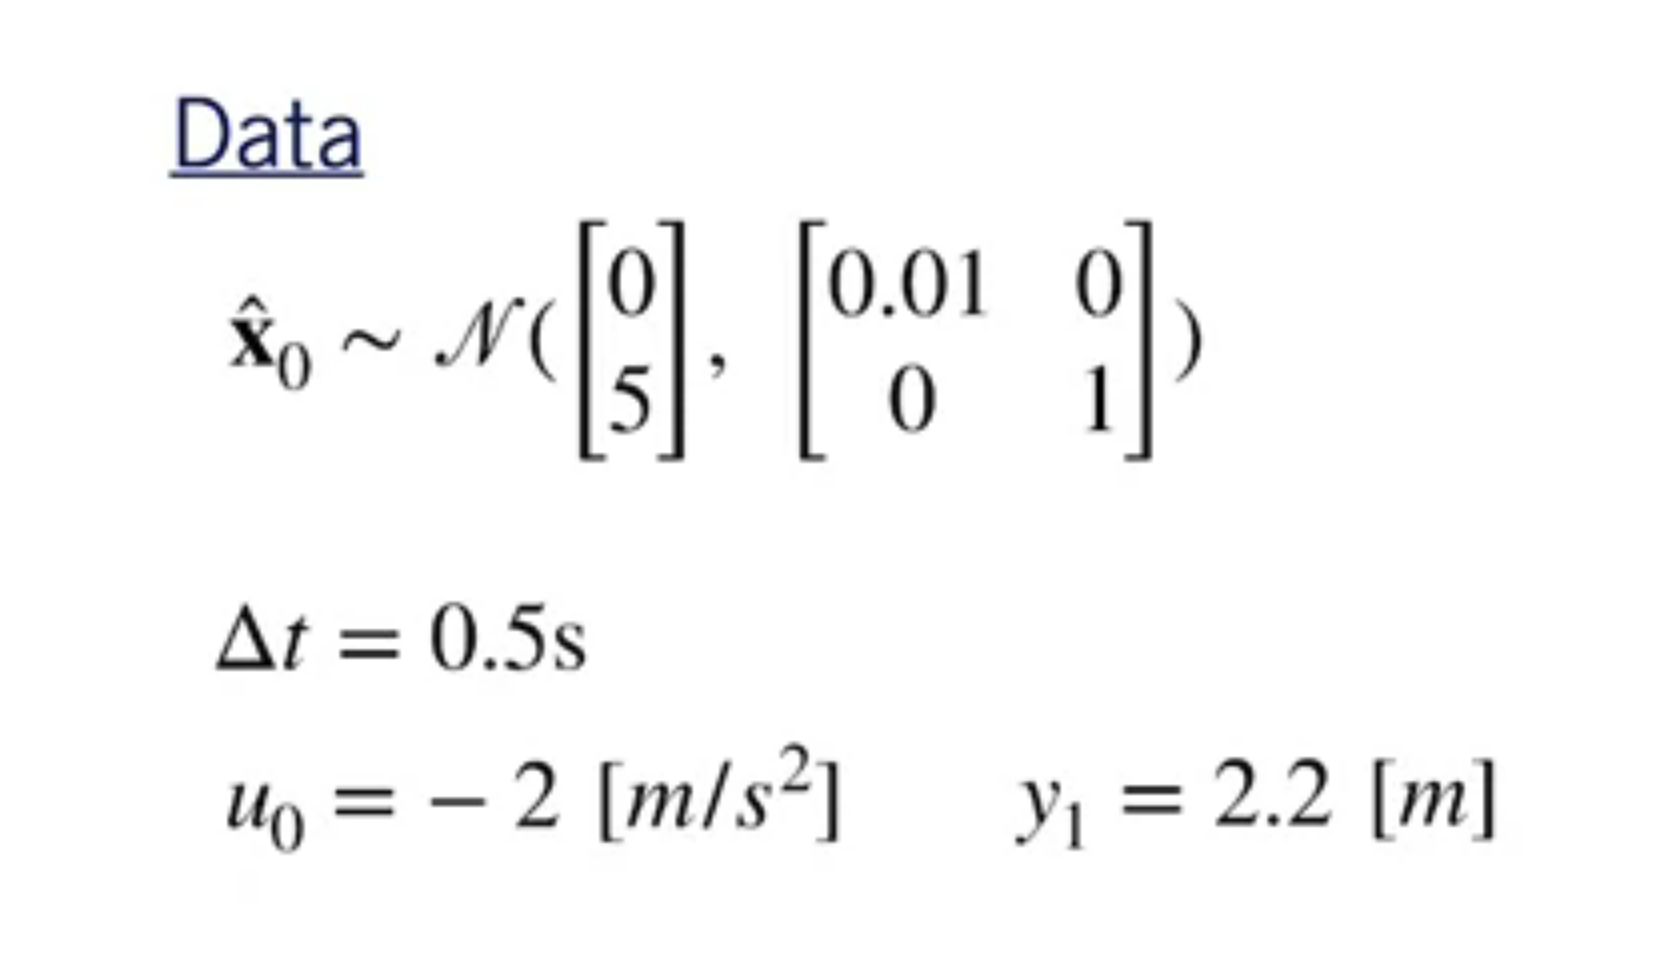 Data
x̂₀ ~ 𝒩([0 5], [0.01 0 0 1])
Δt = 0.5s
u₀ = − 2 [m/s²] y₁ = 2.2 [m]